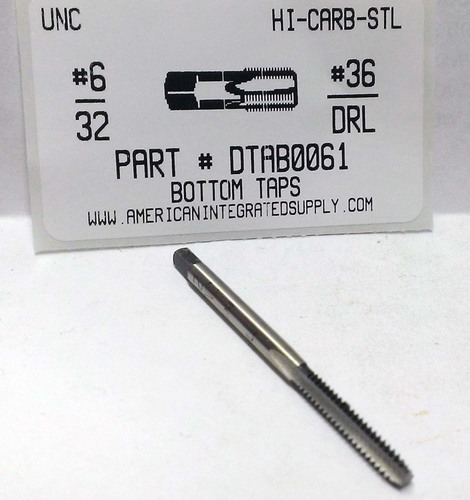 UNC HI-CARB-STL
#6 #36
32 DRL
PART # DTAB0061
BOTTOM TAPS
WWW.AMERICANINTEGRATEDSUPPLY.COM